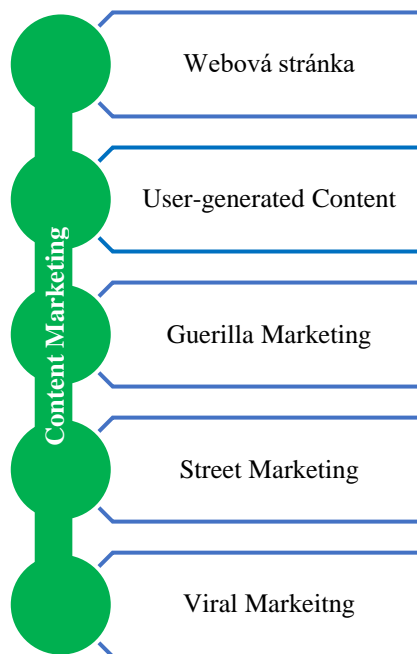 Webová stránka
User-generated Content
Content Marketing
Guerilla Marketing
Street Marketing
Viral Markeitng